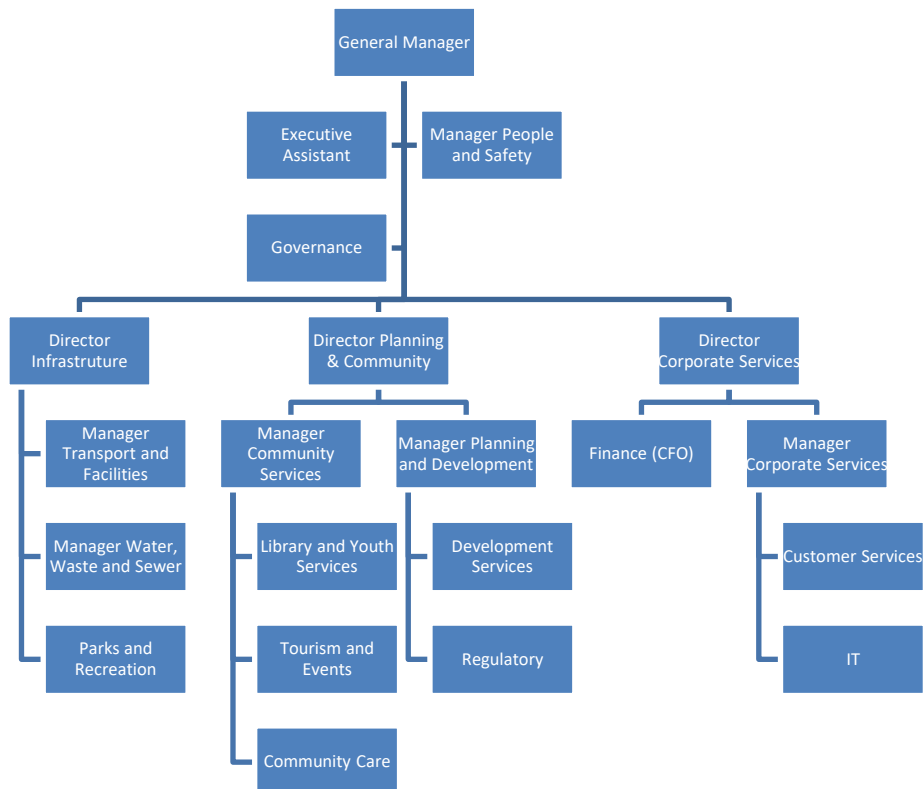 General Manager
Executive
Assistant
Manager People
and Safety
Governance
Director
Infrastruture
Director Planning
& Community
Director
Corporate Services
Manager
Transport and
Facilities
Manager
Community
Services
Manager Planning
and Development
Finance (CFO)
Manager
Corporate Services
Manager Water,
Waste and Sewer
Library and Youth
Services
Development
Services
Customer Services
Parks and
Recreation
Tourism and
Events
Regulatory
IT
Community Care